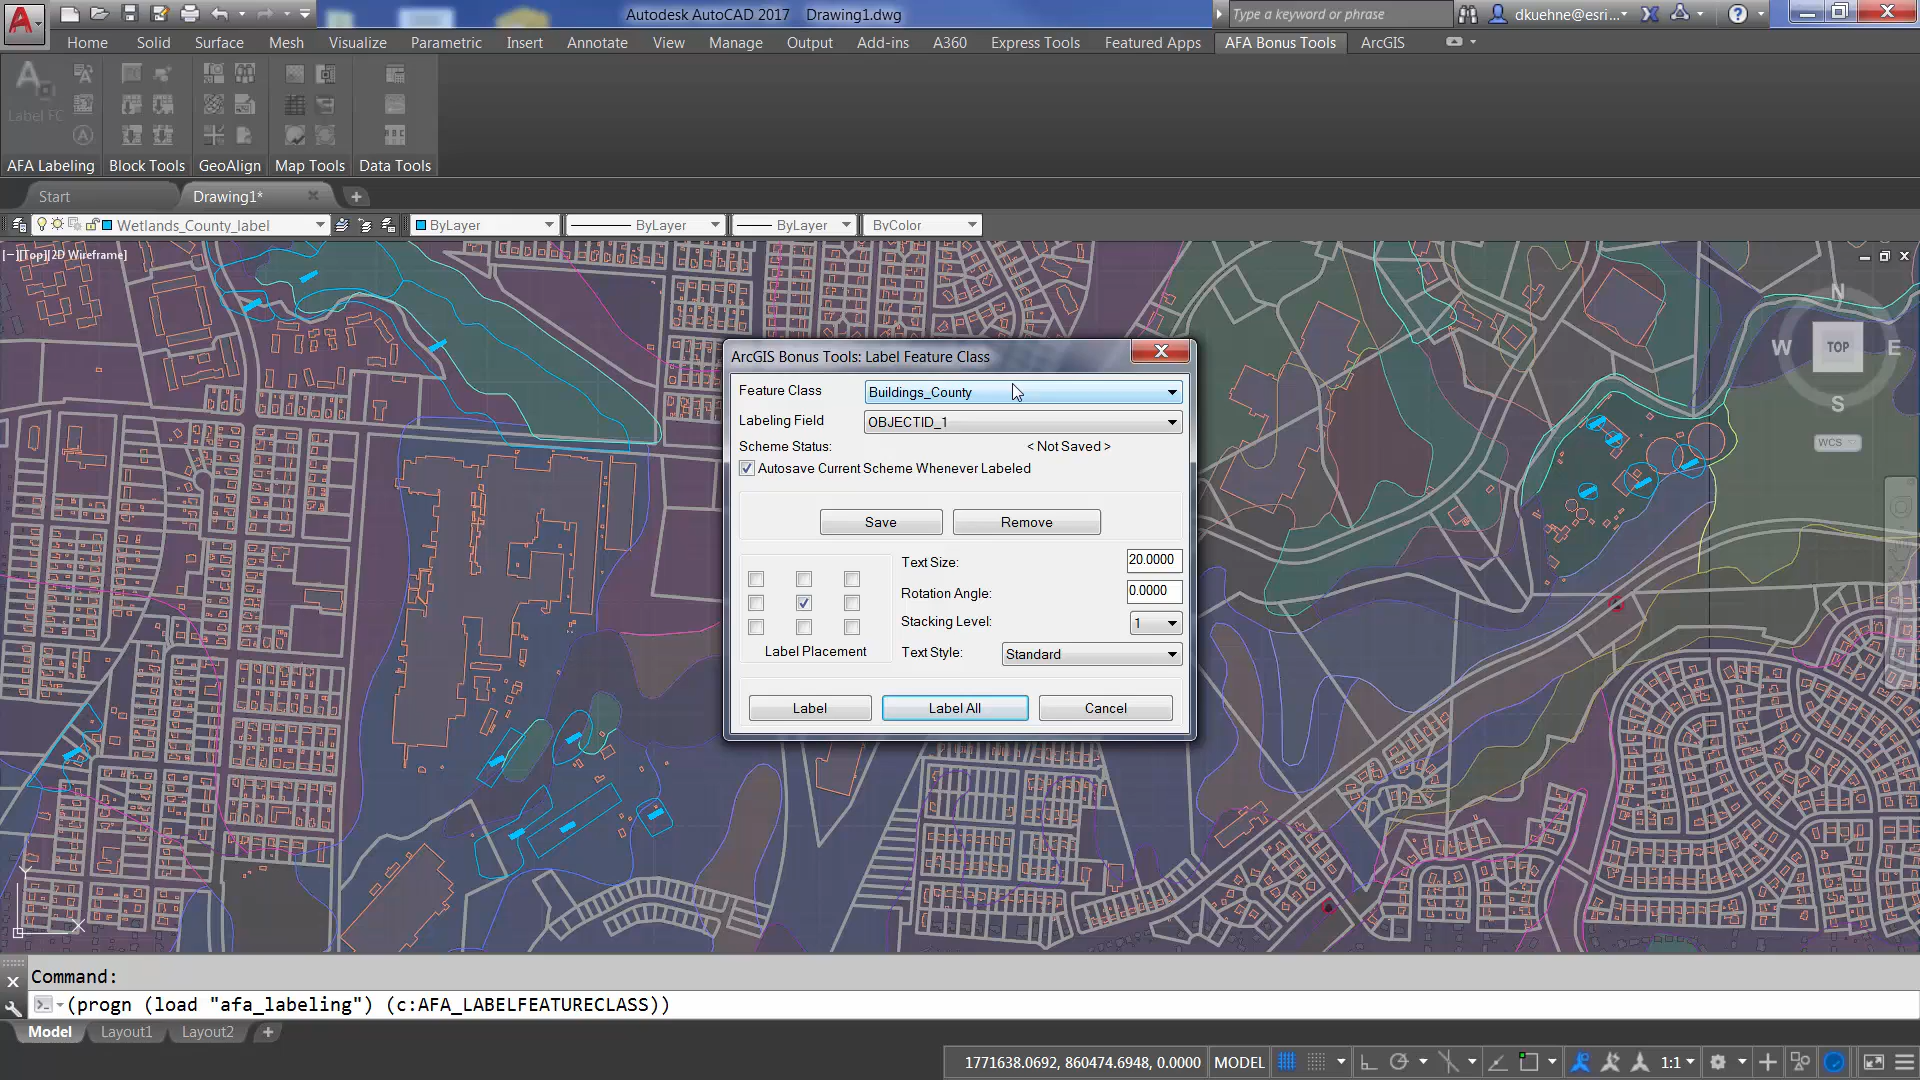 Autodesk AutoCAD 2017 Drawing1.dwg
Type a keyword or phrase
dkuehne@esri...
Home Solid Surface Mesh Visualize Parametric Insert Annotate View Manage Output Add-ins A360 Express Tools Featured Apps AFA Bonus Tools ArcGIS
Label FC
AFA Labeling Block Tools GeoAlign Map Tools Data Tools
Start Drawing1*
Wetlands_County_label ByLayer ByLayer ByLayer ByColor
[−][Top][2D Wireframe]
N
W TOP E
S
WCS
ArcGIS Bonus Tools: Label Feature Class
Feature Class Buildings_County
Labeling Field OBJECTID_1
Scheme Status: < Not Saved >
Autosave Current Scheme Whenever Labeled
Save Remove
Text Size: 20.0000
Rotation Angle: 0.0000
Stacking Level: 1
Label Placement Text Style: Standard
Label Label All Cancel
Y
X
Command:
(progn (load "afa_labeling") (c:AFA_LABELFEATURECLASS))
Model Layout1 Layout2
1771638.0692, 860474.6948, 0.0000 MODEL 1:1